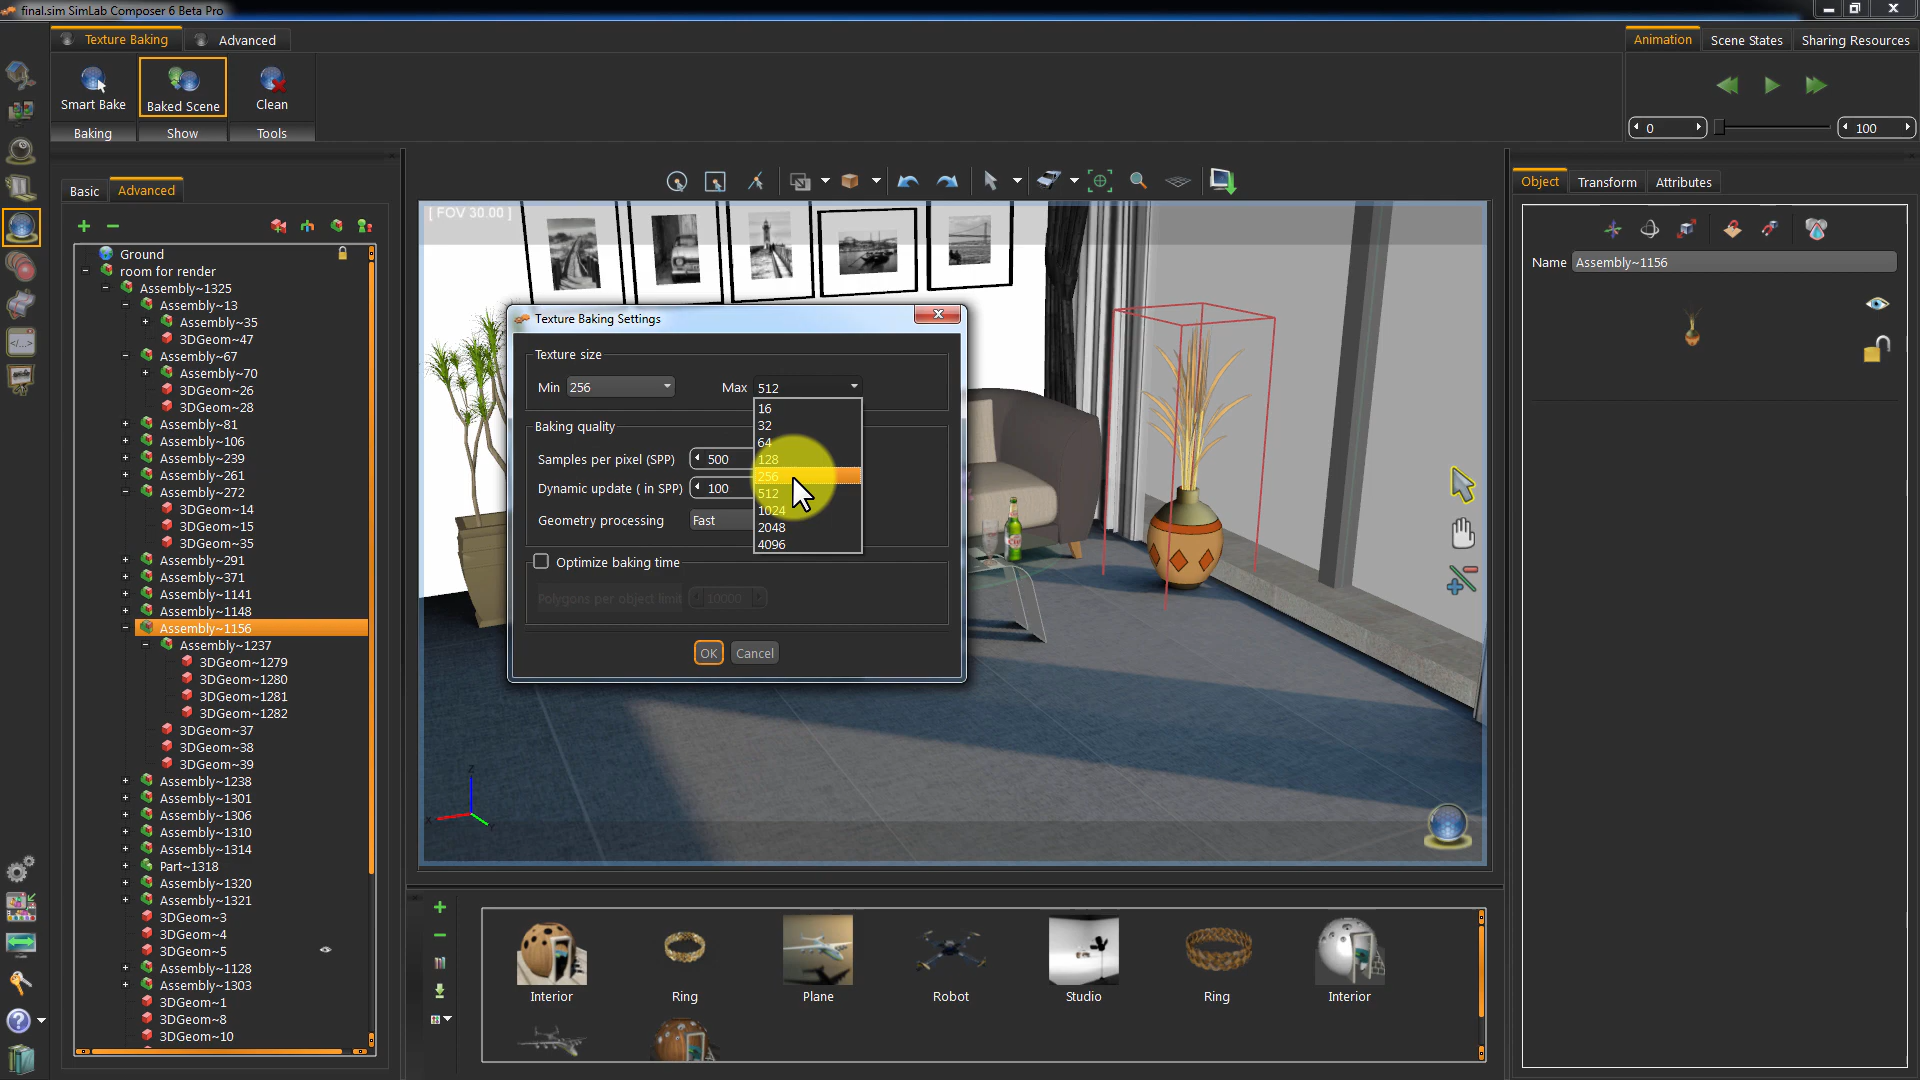 final.sim SimLab Composer 6 Beta Pro
Texture Baking
Advanced
Smart Bake
Baked Scene
Clean
Baking
Show
Tools
Animation
Scene States
Sharing Resources
0
100
Basic
Advanced
Ground
room for render
Assembly~1325
Assembly~13
Assembly~35
3DGeom~47
Assembly~67
Assembly~70
3DGeom~26
3DGeom~28
Assembly~81
Assembly~106
Assembly~239
Assembly~261
Assembly~272
3DGeom~14
3DGeom~15
3DGeom~35
Assembly~291
Assembly~371
Assembly~1141
Assembly~1148
Assembly~1156
Assembly~1237
3DGeom~1279
3DGeom~1280
3DGeom~1281
3DGeom~1282
3DGeom~37
3DGeom~38
3DGeom~39
Assembly~1238
Assembly~1301
Assembly~1306
Assembly~1310
Assembly~1314
Part~1318
Assembly~1320
Assembly~1321
3DGeom~3
3DGeom~4
3DGeom~5
Assembly~1128
Assembly~1303
3DGeom~1
3DGeom~8
3DGeom~10
[ FOV 30.00 ]
Texture Baking Settings
Texture size
Min 256
Max 512
16
32
64
128
256
512
1024
2048
4096
Baking quality
Samples per pixel (SPP) 500
Dynamic update ( in SPP) 100
Geometry processing Fast
Optimize baking time
Polygons per object limit 10000
OK
Cancel
Z
X
Interior
Ring
Plane
Robot
Studio
Ring
Interior
Object
Transform
Attributes
Name Assembly~1156